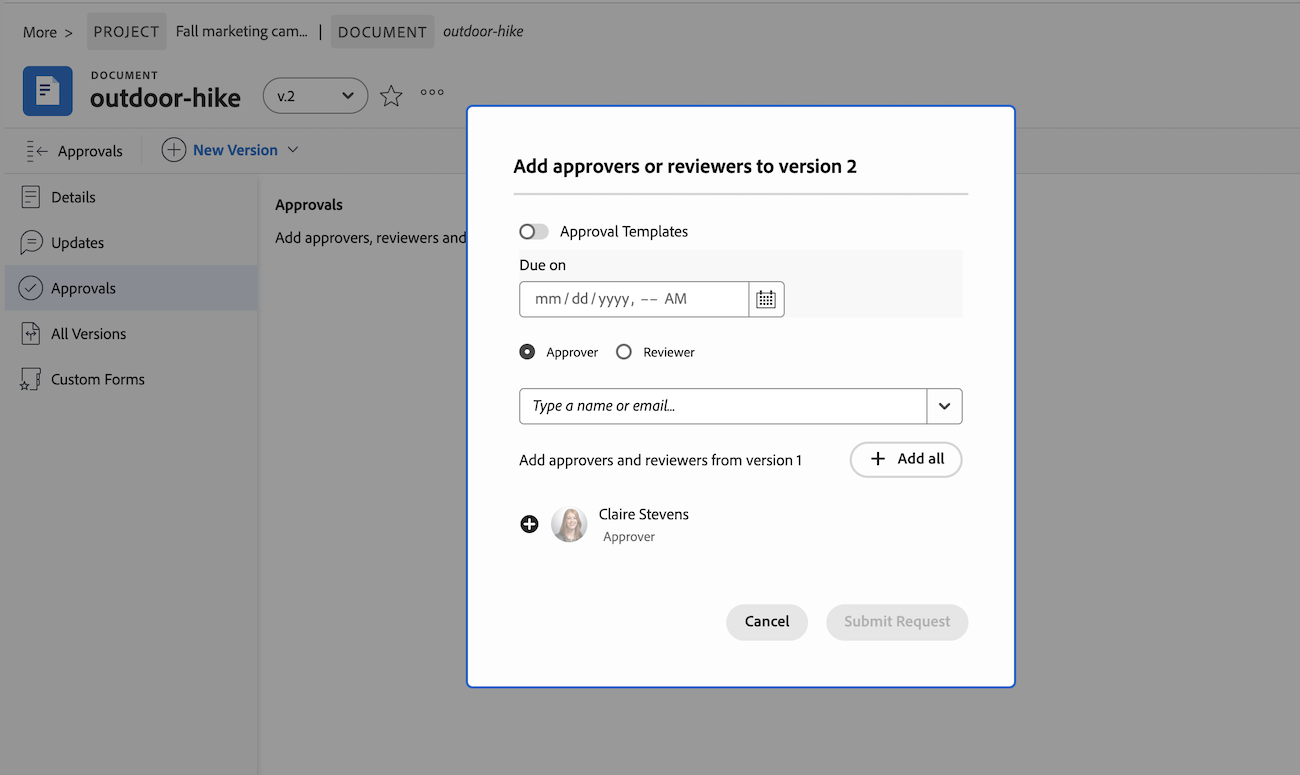 More > PROJECT Fall marketing cam... | DOCUMENT outdoor-hike
DOCUMENT
outdoor-hike v.2
Approvals New Version
Details
Updates
Approvals
All Versions
Custom Forms
Approvals
Add approvers, reviewers and
Add approvers or reviewers to version 2
Approval Templates
Due on
mm/dd/yyyy, -- AM
Approver Reviewer
Type a name or email...
Add approvers and reviewers from version 1 + Add all
Claire Stevens
Approver
Cancel Submit Request